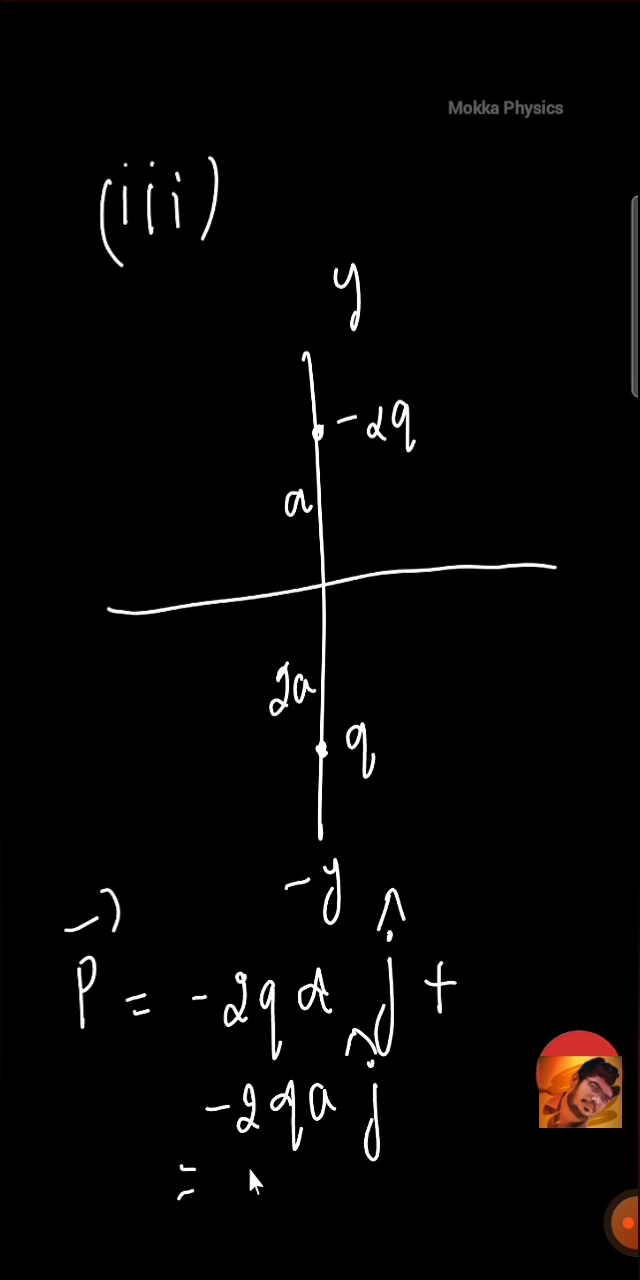 Mokka Physics
(iii)
y
-2q
a
2a
q
-y
P⃗ = -2qa ĵ +
-2qa ĵ
=